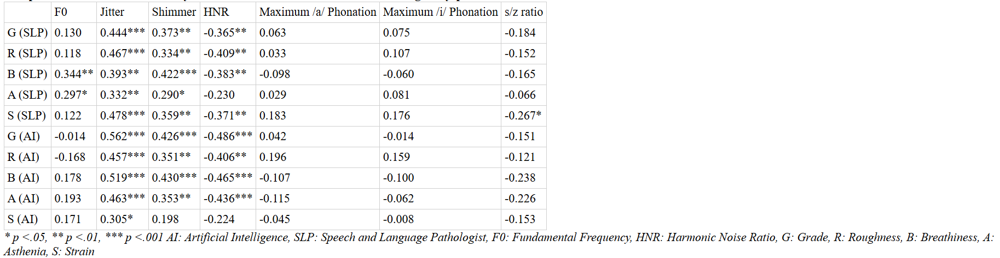 F0 Jitter Shimmer HNR Maximum /a/ Phonation Maximum /i/ Phonation s/z ratio
G (SLP) 0.130 0.444*** 0.373** -0.365** 0.063 0.075 -0.184
R (SLP) 0.118 0.467*** 0.334** -0.409** 0.033 0.107 -0.152
B (SLP) 0.344** 0.393** 0.422*** -0.383** -0.098 -0.060 -0.165
A (SLP) 0.297* 0.332** 0.290* -0.230 0.029 0.081 -0.066
S (SLP) 0.122 0.478*** 0.359** -0.371** 0.183 0.176 -0.267*
G (AI) -0.014 0.562*** 0.426*** -0.486*** 0.042 -0.014 -0.151
R (AI) -0.168 0.457*** 0.351** -0.406** 0.196 0.159 -0.121
B (AI) 0.178 0.519*** 0.430*** -0.465*** -0.107 -0.100 -0.238
A (AI) 0.193 0.463*** 0.353** -0.436*** -0.115 -0.062 -0.226
S (AI) 0.171 0.305* 0.198 -0.224 -0.045 -0.008 -0.153
* p <.05, ** p <.01, *** p <.001 AI: Artificial Intelligence, SLP: Speech and Language Pathologist, F0: Fundamental Frequency, HNR: Harmonic Noise Ratio, G: Grade, R: Roughness, B: Breathiness, A:
Asthenia, S: Strain